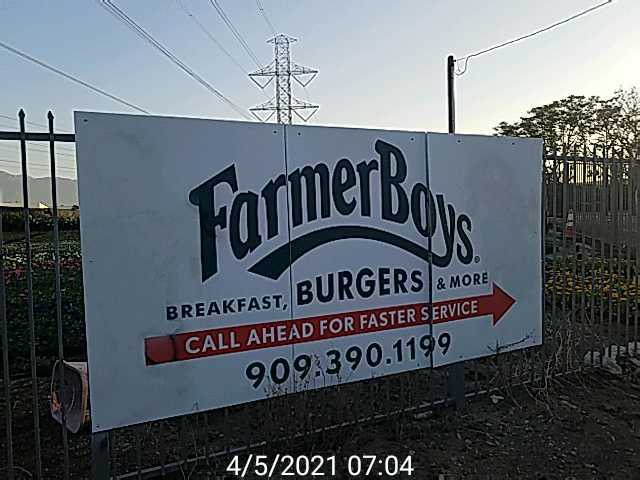 FarmerBoys®
BREAKFAST, BURGERS & MORE
CALL AHEAD FOR FASTER SERVICE
909.390.1199
4/5/2021 07:04